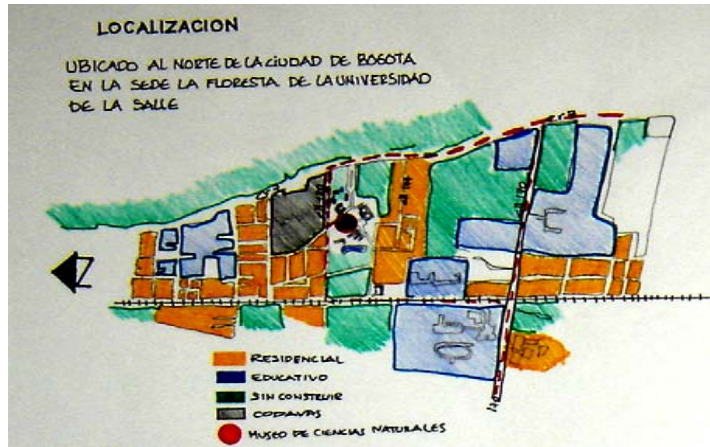 LOCALIZACION
UBICADO AL NORTE DE LA CIUDAD DE BOGOTA
EN LA SEDE LA FLORESTA DE LA UNIVERSIDAD
DE LA SALLE
RESIDENCIAL
EDUCATIVO
SIN CONSTRUIR
CODAVAS
MUSEO DE CIENCIAS NATURALES